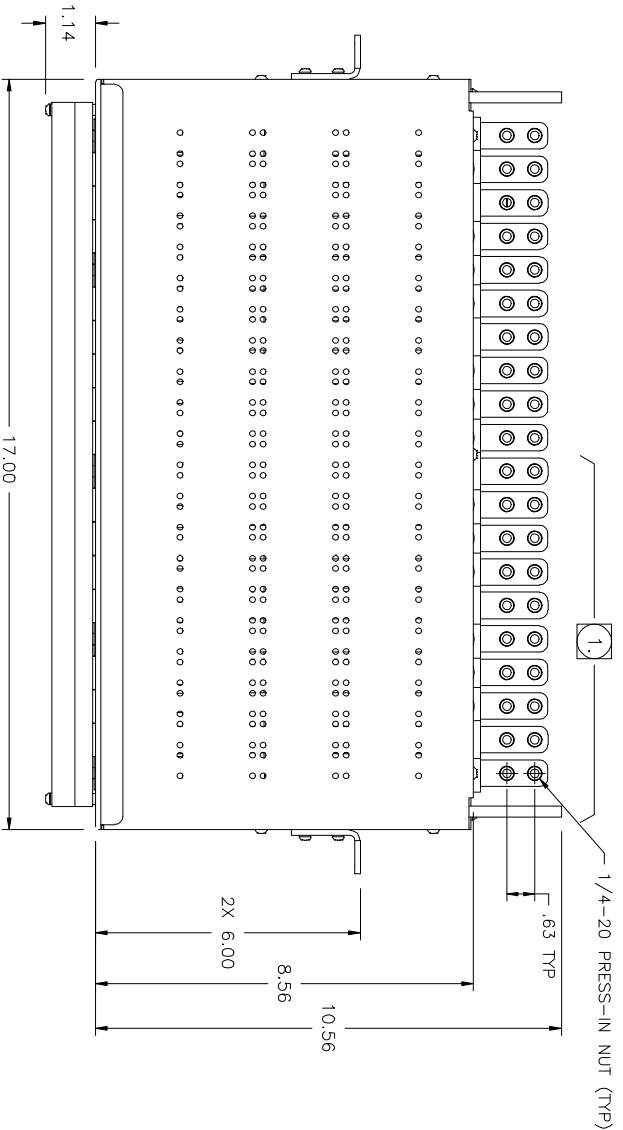 1.14
17.00
1.
1/4-20 PRESS-IN NUT (TYP)
.63 TYP
2X 6.00
8.56
10.56